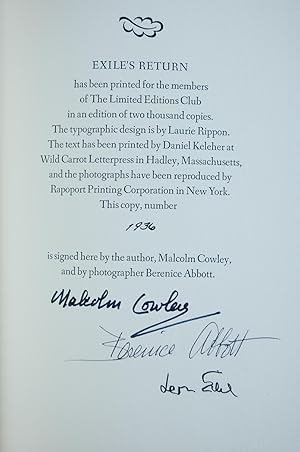 EXILE'S RETURN
has been printed for the members
of The Limited Editions Club
in an edition of two thousand copies.
The typographic design is by Laurie Rippon.
The text has been printed by Daniel Keleher at
Wild Carrot Letterpress in Hadley, Massachusetts,
and the photographs have been reproduced by
Rapoport Printing Corporation in New York.
This copy, number
1936
is signed here by the author, Malcolm Cowley,
and by photographer Berenice Abbott.
Malcolm Cowley
Berenice Abbott
Leon Edel